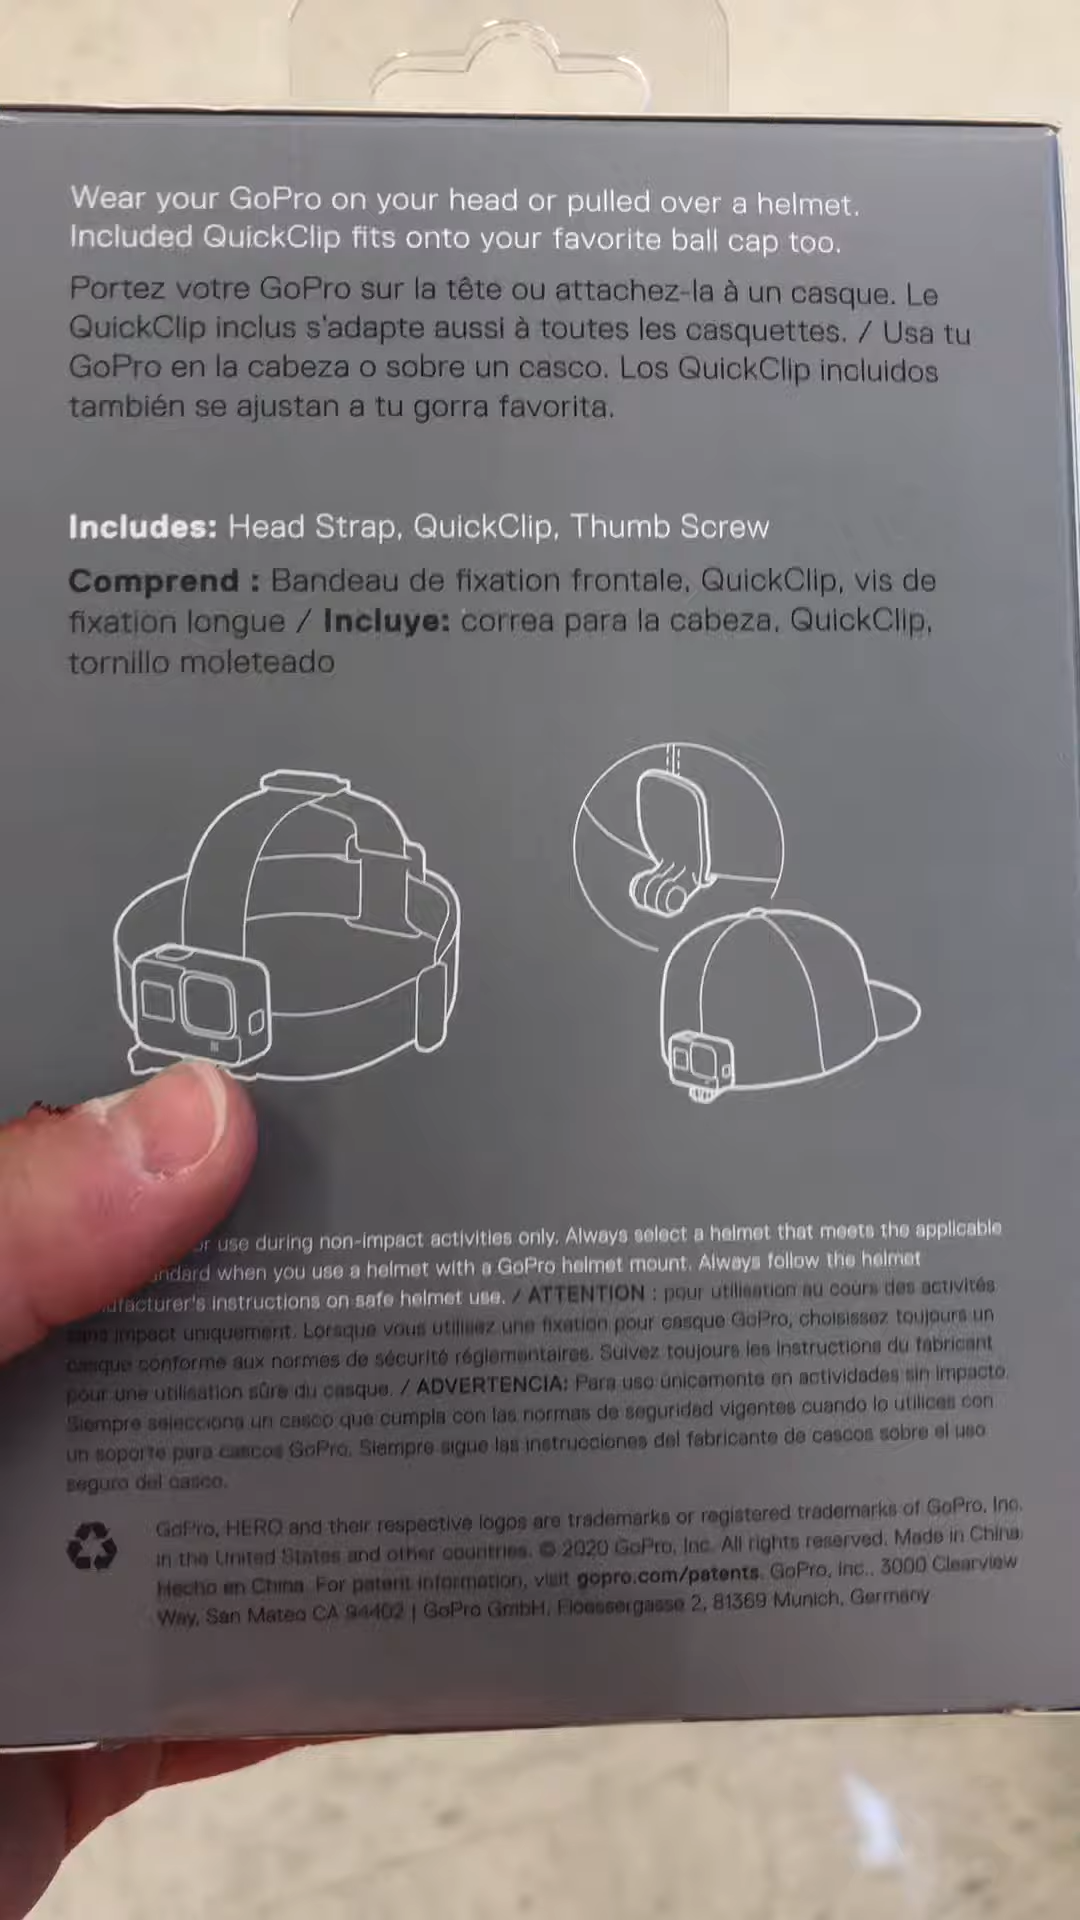 Wear your GoPro on your head or pulled over a helmet.
Included QuickClip fits onto your favorite ball cap too.
Portez votre GoPro sur la tête ou attachez-la à un casque. Le
QuickClip inclus s'adapte aussi à toutes les casquettes. / Usa tu
GoPro en la cabeza o sobre un casco. Los QuickClip incluidos
también se ajustan a tu gorra favorita.
Includes: Head Strap, QuickClip, Thumb Screw
Comprend : Bandeau de fixation frontale, QuickClip, vis de
fixation longue / Incluye: correa para la cabeza, QuickClip,
tornillo moleteado
use during non-impact activities only. Always select a helmet that meets the applicable
when you use a helmet with a GoPro helmet mount. Always follow the helmet
instructions on safe helmet use. / ATTENTION : pour utilisation au cours des activités
sans impact uniquement. Lorsque vous utilisez une fixation pour casque GoPro, choisissez toujours un
casque conforme aux normes de sécurité réglementaires. Suivez toujours les instructions du fabricant
pour une utilisation sûre du casque. / ADVERTENCIA: Para uso únicamente en actividades sin impacto.
Siempre selecciona un casco que cumpla con las normas de seguridad vigentes cuando lo utilices con
un soporte para cascos GoPro. Siempre sigue las instrucciones del fabricante de cascos sobre el uso
seguro del casco.
GoPro, HERO and their respective logos are trademarks or registered trademarks of GoPro, Inc.
in the United States and other countries. © 2020 GoPro, Inc. All rights reserved. Made in China.
Hecho en China. For patent information, visit gopro.com/patents. GoPro, Inc., 3000 Clearview
Way, San Mateo CA 94402 | GoPro GmbH, Floessergasse 2, 81369 Munich, Germany